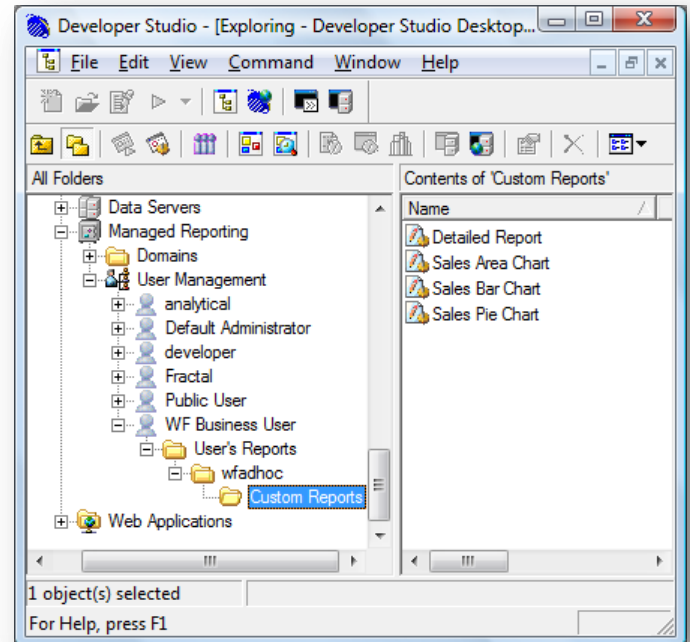 Developer Studio - [Exploring - Developer Studio Desktop...
File Edit View Command Window Help
All Folders
Contents of 'Custom Reports'
Data Servers
Managed Reporting
Domains
User Management
analytical
Default Administrator
developer
Fractal
Public User
WF Business User
User's Reports
wfadhoc
Custom Reports
Web Applications
Name
Detailed Report
Sales Area Chart
Sales Bar Chart
Sales Pie Chart
1 object(s) selected
For Help, press F1